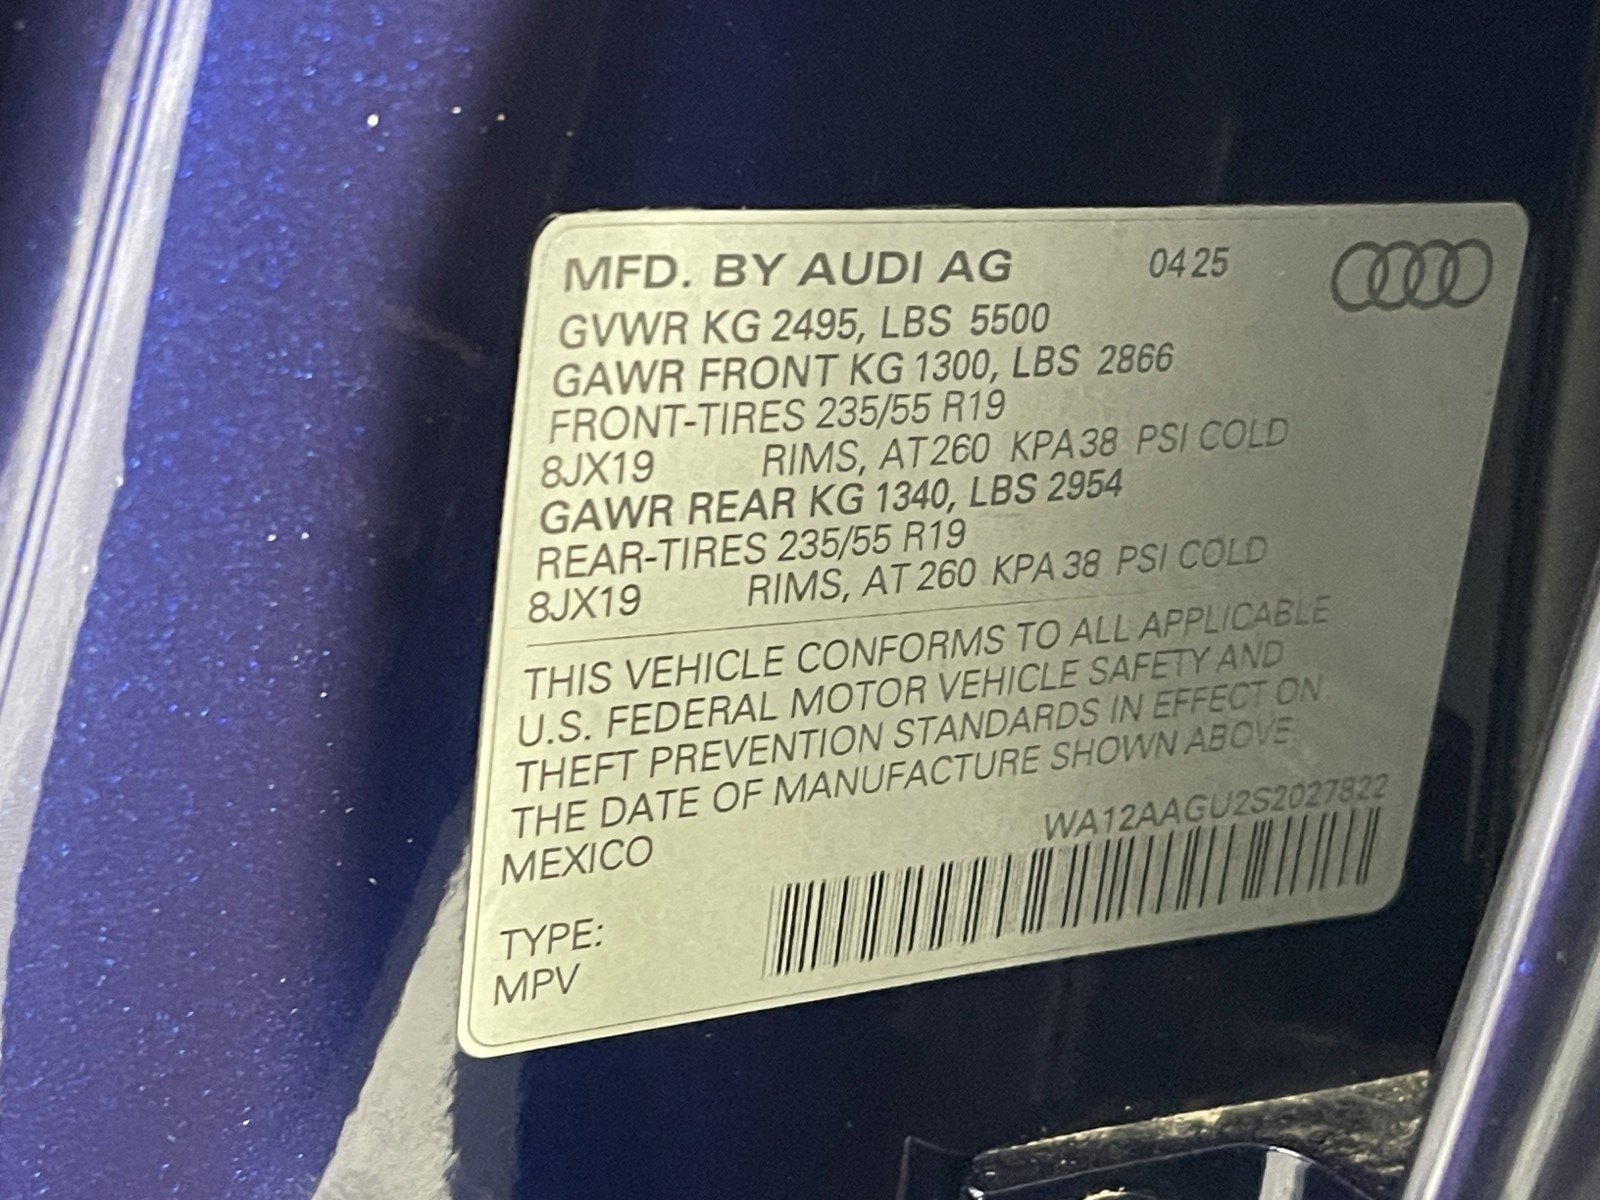 MFD. BY AUDI AG 0425
GVWR KG 2495, LBS 5500
GAWR FRONT KG 1300, LBS 2866
FRONT-TIRES 235/55 R19
8JX19 RIMS, AT 260 KPA 38 PSI COLD
GAWR REAR KG 1340, LBS 2954
REAR-TIRES 235/55 R19
8JX19 RIMS, AT 260 KPA 38 PSI COLD
THIS VEHICLE CONFORMS TO ALL APPLICABLE
U.S. FEDERAL MOTOR VEHICLE SAFETY AND
THEFT PREVENTION STANDARDS IN EFFECT ON
THE DATE OF MANUFACTURE SHOWN ABOVE.
MEXICO
WA12AAGU2S2027822
TYPE:
MPV